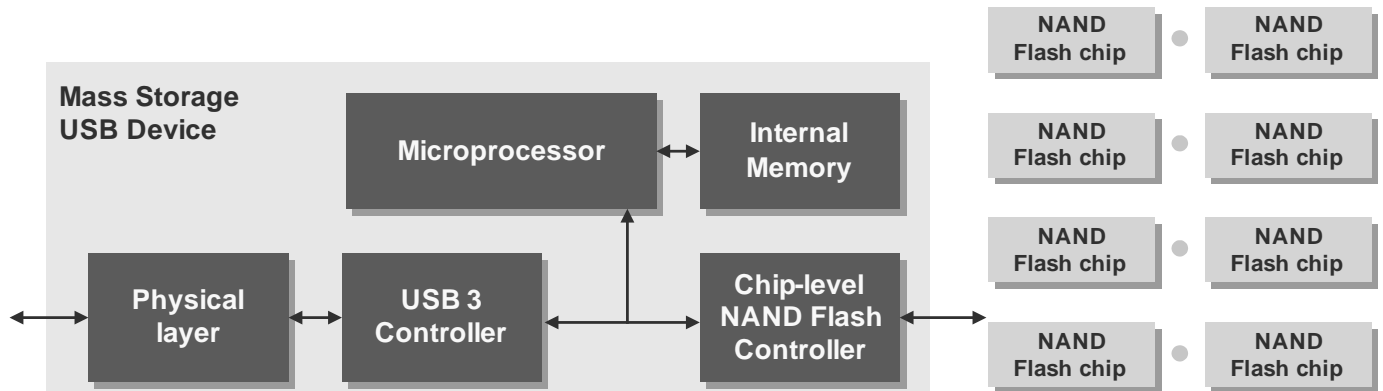 Mass Storage
USB Device
Microprocessor
Internal
Memory
Physical
layer
USB 3
Controller
Chip-level
NAND Flash
Controller
NAND
Flash chip
NAND
Flash chip
NAND
Flash chip
NAND
Flash chip
NAND
Flash chip
NAND
Flash chip
NAND
Flash chip
NAND
Flash chip